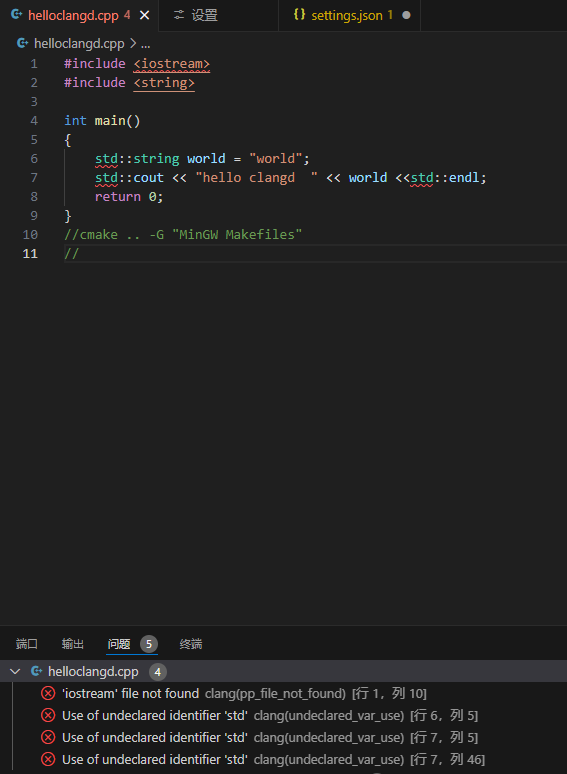 helloclangd.cpp 4 设置 settings.json 1
helloclangd.cpp > ...
1 #include <iostream>
2 #include <string>
3
4 int main()
5 {
6 std::string world = "world";
7 std::cout << "hello clangd  " << world <<std::endl;
8 return 0;
9 }
10 //cmake .. -G "MinGW Makefiles"
11 //
端口 输出 问题 5 终端
helloclangd.cpp 4
'iostream' file not found clang(pp_file_not_found) [行 1，列 10]
Use of undeclared identifier 'std' clang(undeclared_var_use) [行 6，列 5]
Use of undeclared identifier 'std' clang(undeclared_var_use) [行 7，列 5]
Use of undeclared identifier 'std' clang(undeclared_var_use) [行 7，列 46]